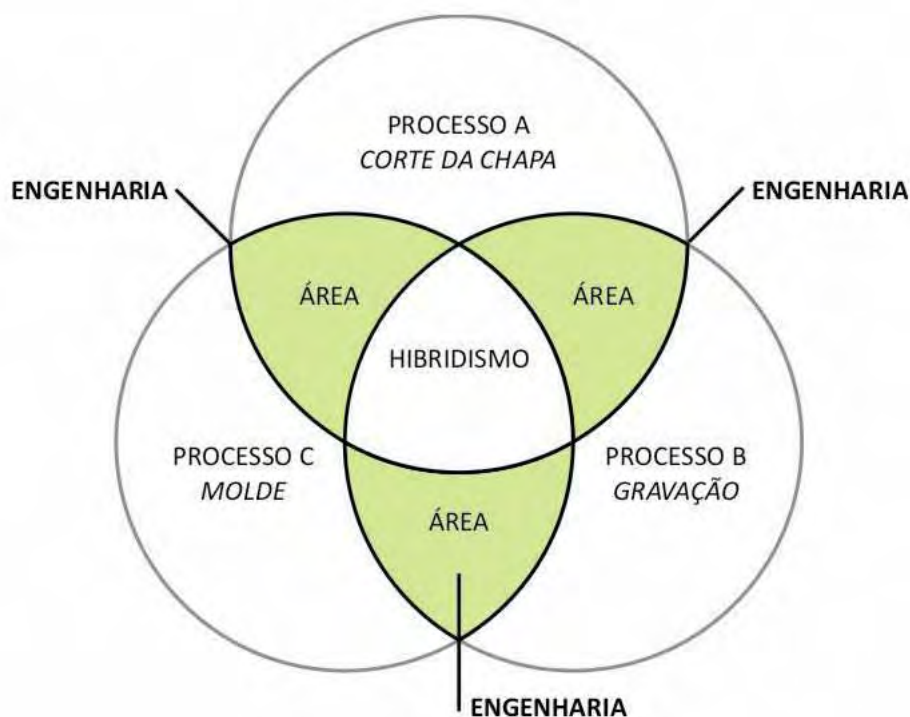 PROCESSO A
CORTE DA CHAPA
ENGENHARIA
ENGENHARIA
ÁREA
ÁREA
HIBRIDISMO
PROCESSO C
MOLDE
PROCESSO B
GRAVAÇÃO
ÁREA
ENGENHARIA